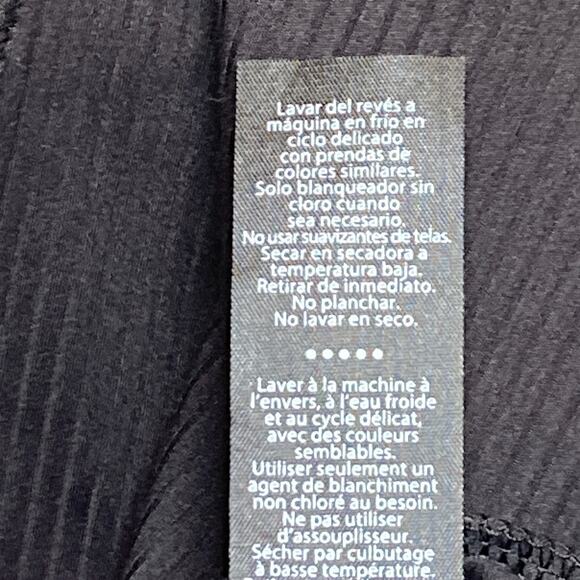 Lavar del revés a
máquina en frío en
ciclo delicado
con prendas de
colores similares.
Solo blanqueador sin
cloro cuando
sea necesario.
No usar suavizantes de telas.
Secar en secadora a
temperatura baja.
Retirar de inmediato.
No planchar.
No lavar en seco.
•••••
Laver à la machine à
l'envers, à l'eau froide
et au cycle délicat,
avec des couleurs
semblables.
Utiliser seulement un
agent de blanchiment
non chloré au besoin.
Ne pas utiliser
d'assouplisseur.
Sécher par culbutage
à basse température.